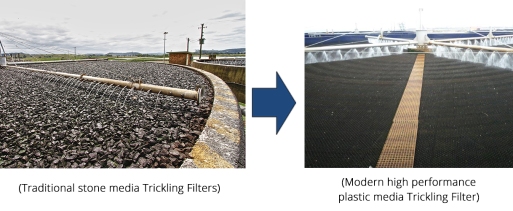 (Traditional stone media Trickling Filters)
(Modern high performance
plastic media Trickling Filter)